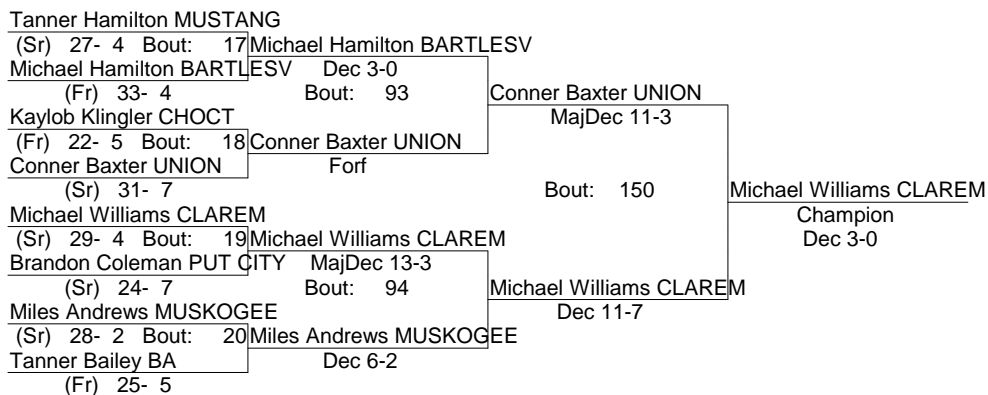 Tanner Hamilton MUSTANG
(Sr) 27- 4 Bout: 17 Michael Hamilton BARTLESV
Michael Hamilton BARTLESV Dec 3-0
(Fr) 33- 4 Bout: 93 Conner Baxter UNION
Kaylob Klingler CHOCT MajDec 11-3
(Fr) 22- 5 Bout: 18 Conner Baxter UNION
Conner Baxter UNION Forf
(Sr) 31- 7 Bout: 150 Michael Williams CLAREM
Michael Williams CLAREM Champion
(Sr) 29- 4 Bout: 19 Michael Williams CLAREM Dec 3-0
Brandon Coleman PUT CITY MajDec 13-3
(Sr) 24- 7 Bout: 94 Michael Williams CLAREM
Miles Andrews MUSKOGEE Dec 11-7
(Sr) 28- 2 Bout: 20 Miles Andrews MUSKOGEE
Tanner Bailey BA Dec 6-2
(Fr) 25- 5